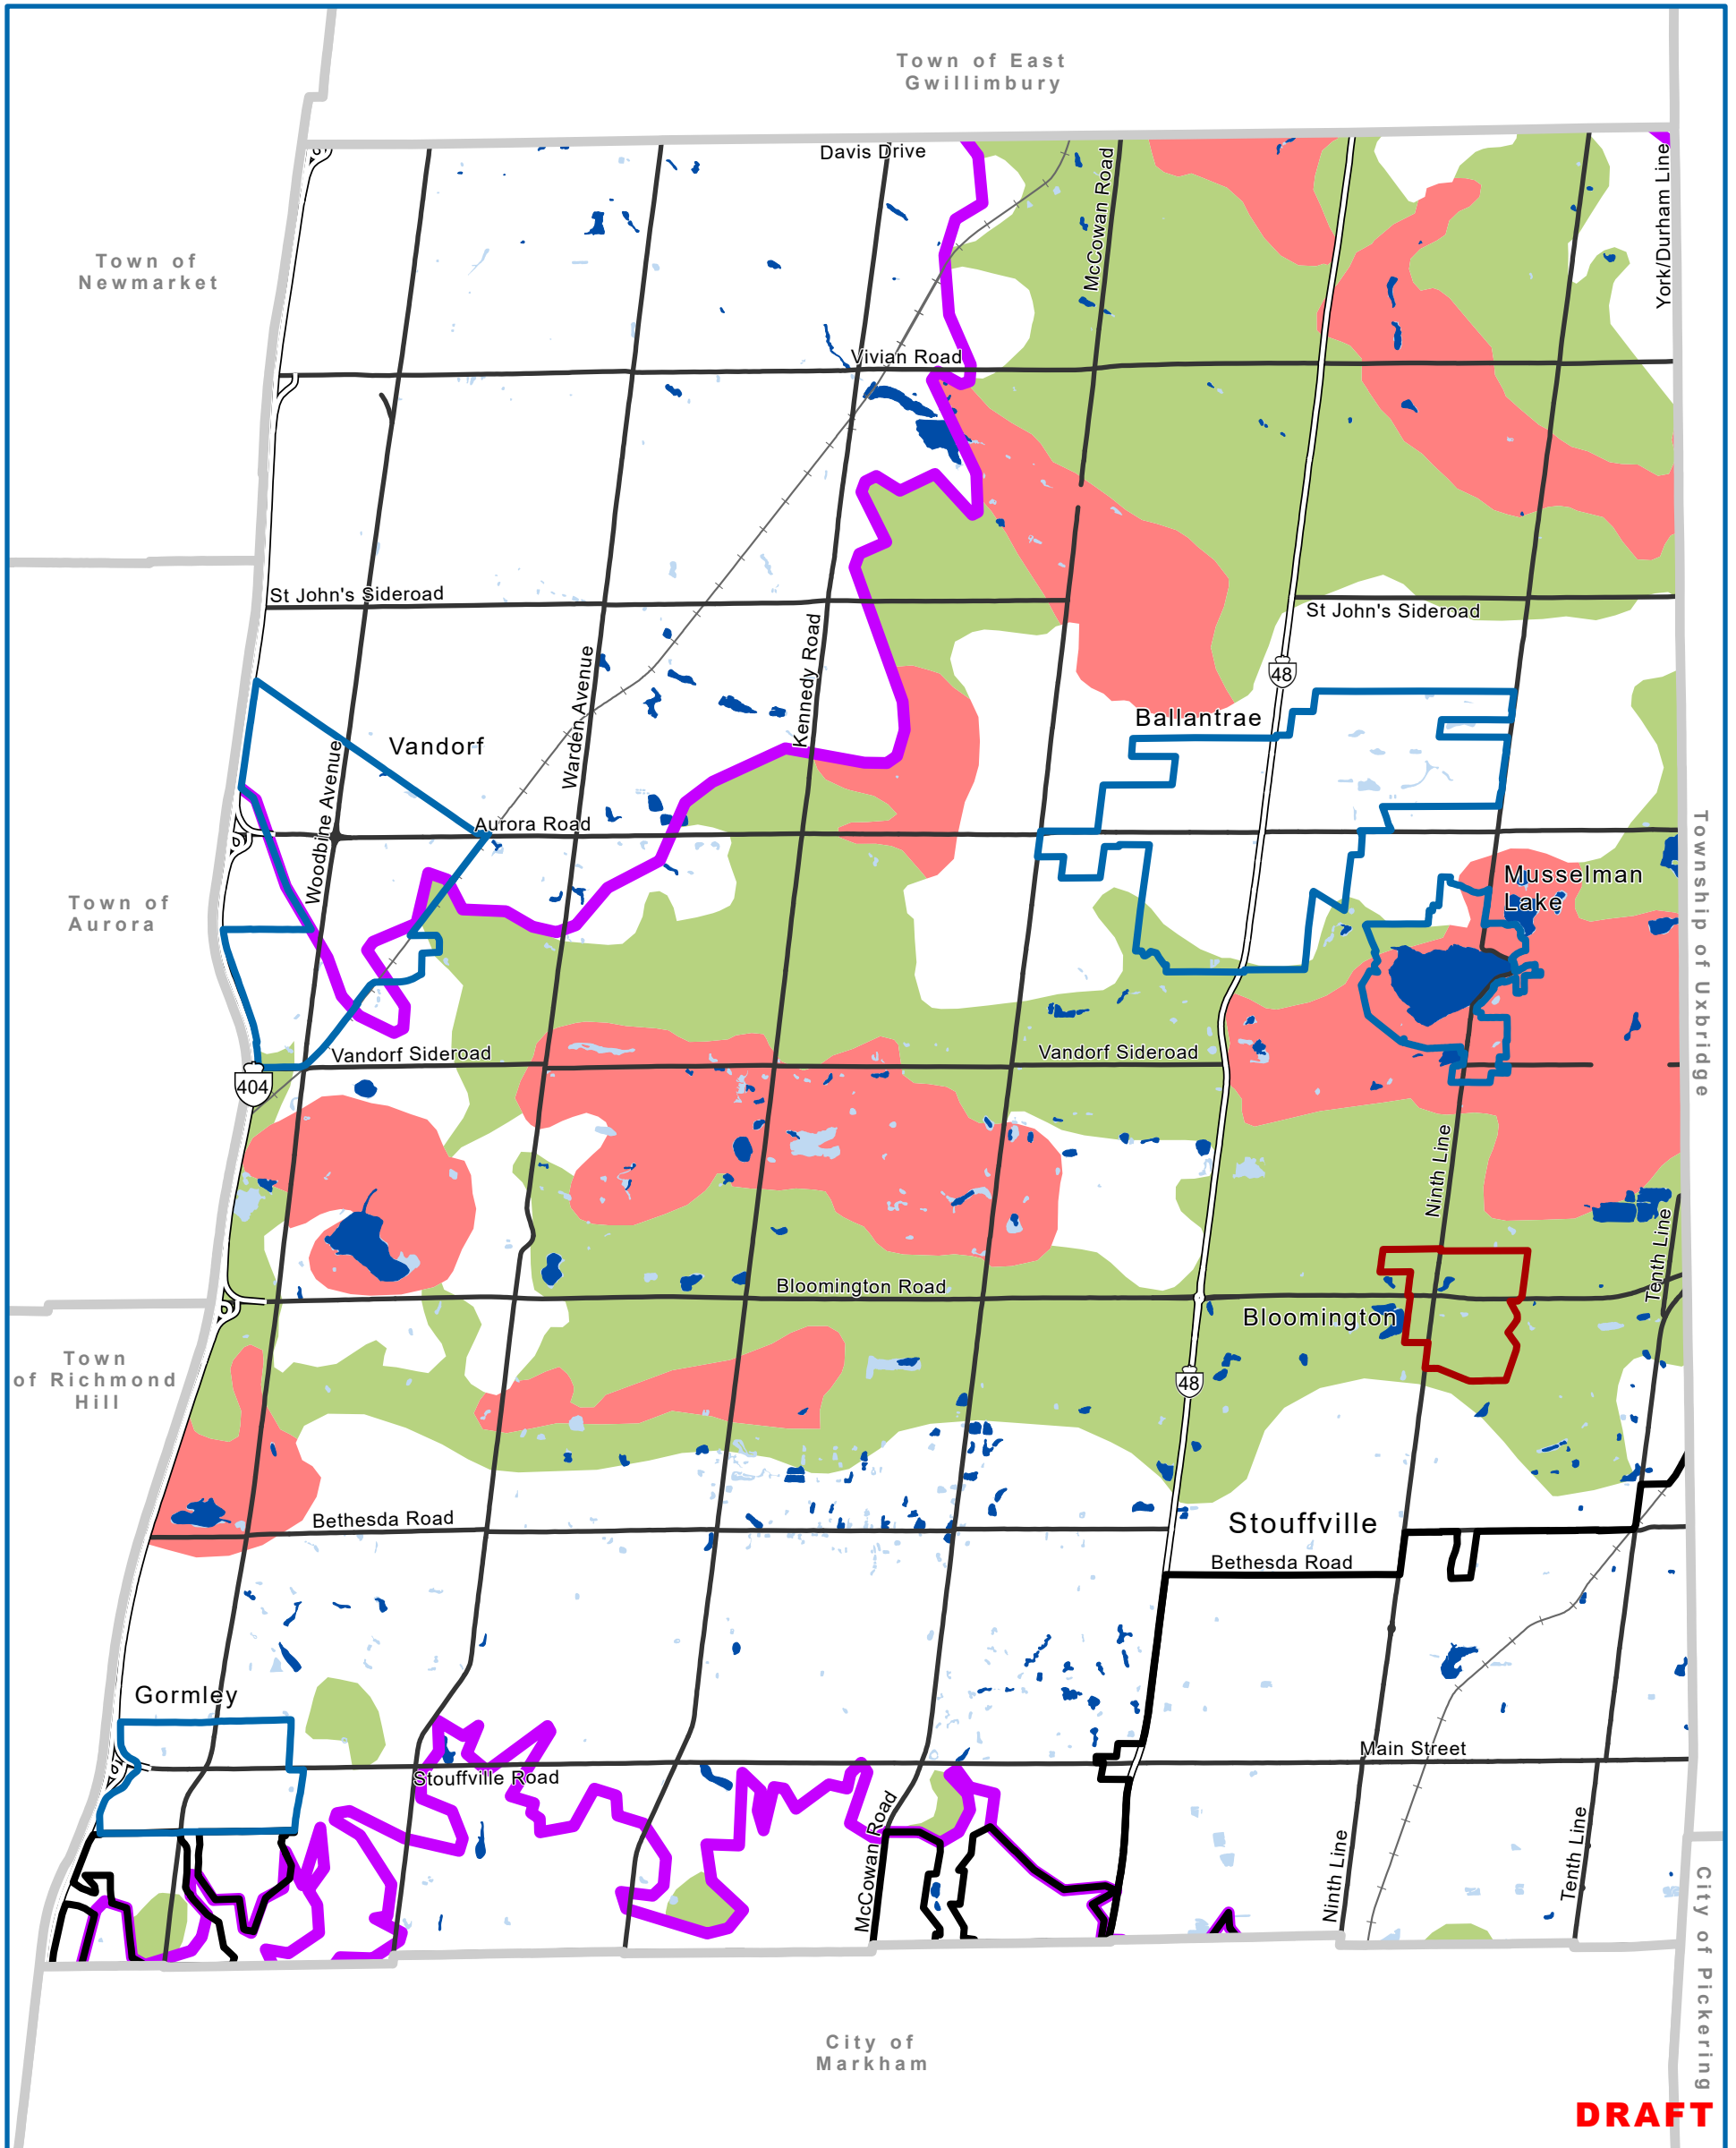 Town of East
Gwillimbury
Davis Drive
McCowan Road
York/Durham Line
Town of
Newmarket
Vivian Road
St John's Sideroad
St John's Sideroad
Kennedy Road
Warden Avenue
48
Ballantrae
Vandorf
Woodbine Avenue
Aurora Road
Township of Uxbridge
Musselman
Lake
Town of
Aurora
Vandorf Sideroad
Vandorf Sideroad
404
Ninth Line
Tenth Line
Bloomington Road
Bloomington
Town
of Richmond
Hill
48
Bethesda Road
Stouffville
Bethesda Road
Gormley
Main Street
Stouffville Road
McCowan Road
Ninth Line
Tenth Line
City of Pickering
City of
Markham
DRAFT